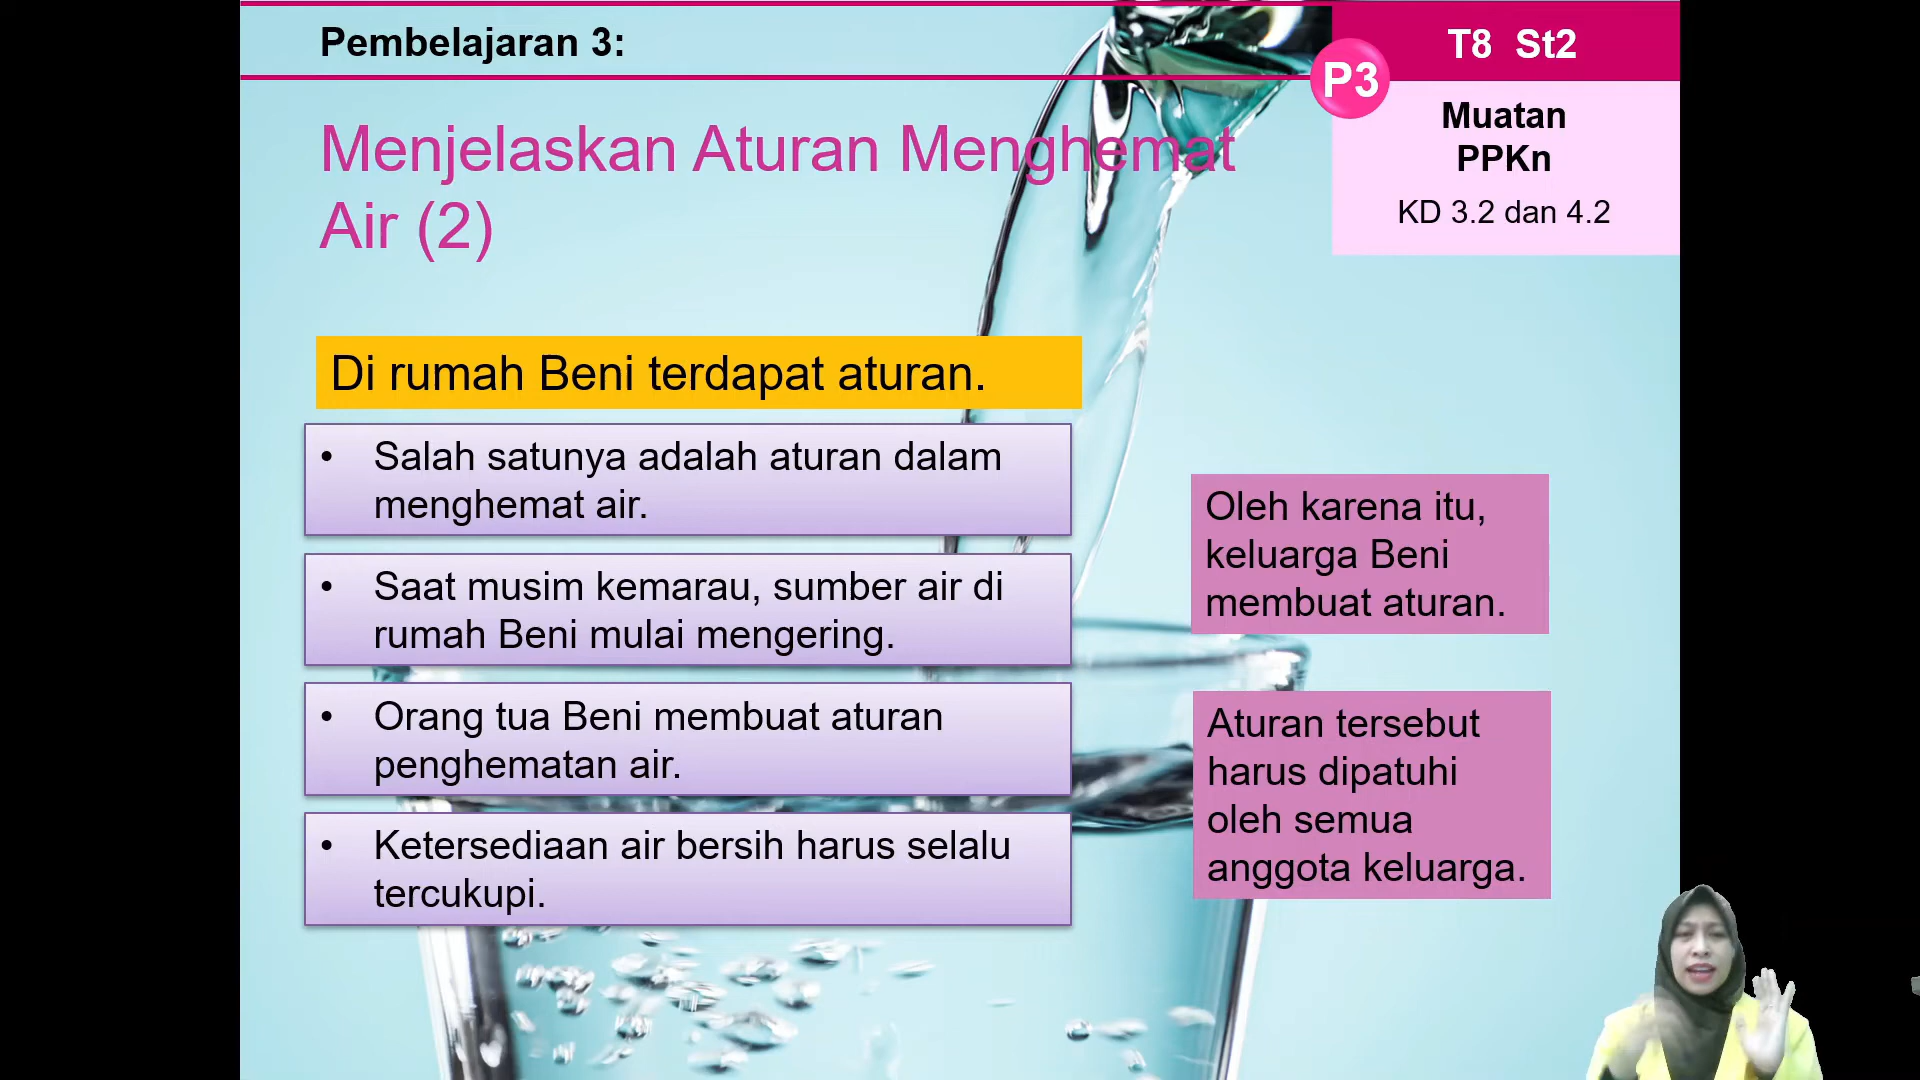 Pembelajaran 3:
T8 St2
P3
Muatan
PPKn
KD 3.2 dan 4.2
Menjelaskan Aturan Menghemat
Air (2)
Di rumah Beni terdapat aturan.
• Salah satunya adalah aturan dalam
menghemat air.
• Saat musim kemarau, sumber air di
rumah Beni mulai mengering.
• Orang tua Beni membuat aturan
penghematan air.
• Ketersediaan air bersih harus selalu
tercukupi.
Oleh karena itu,
keluarga Beni
membuat aturan.
Aturan tersebut
harus dipatuhi
oleh semua
anggota keluarga.